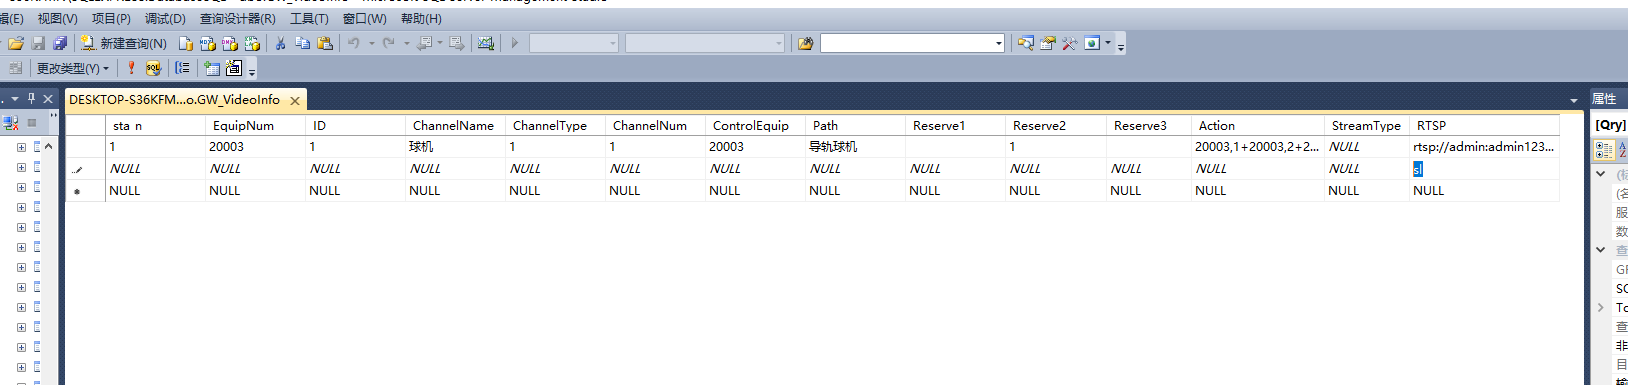 视图(V) 项目(P) 调试(D) 查询设计器(R) 工具(T) 窗口(W) 帮助(H)
新建查询(N)
更改类型(Y)
DESKTOP-S36KFM...o.GW_VideoInfo
属性
sta_n EquipNum ID ChannelName ChannelType ChannelNum ControlEquip Path Reserve1 Reserve2 Reserve3 Action StreamType RTSP
[Qry]
1 20003 1 球机 1 1 20003 导轨球机 1 20003,1+20003,2+2... NULL rtsp://admin:admin123...
NULL NULL NULL NULL NULL NULL NULL NULL NULL NULL NULL NULL NULL sl
NULL NULL NULL NULL NULL NULL NULL NULL NULL NULL NULL NULL NULL NULL